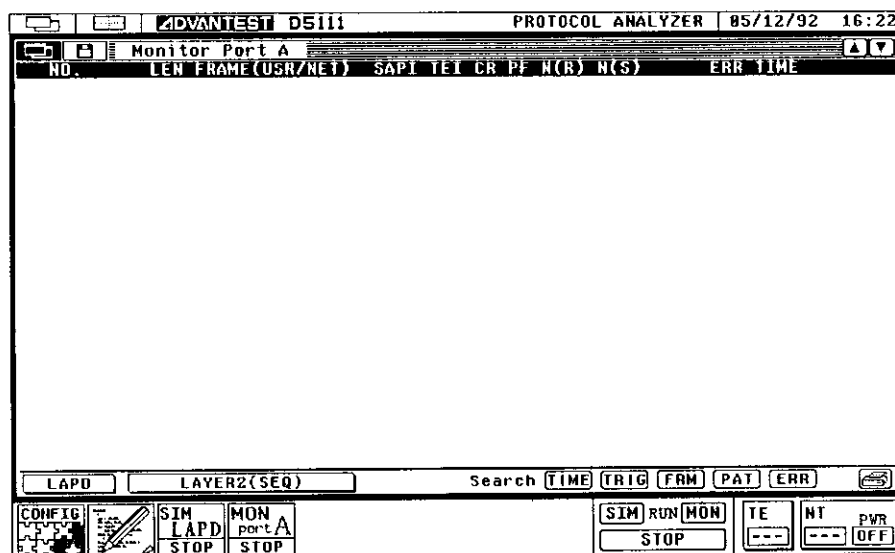 ADVANTEST D5111 PROTOCOL ANALYZER 05/12/92 16:22
Monitor Port A
NO. LEN FRAME(USR/NET) SAPI TEI CR PF N(R) N(S) ERR TIME
LAPD LAYER2(SEQ) Search TIME TRIG FRM PAT ERR
CONFIG SIM LAPD STOP MON port A STOP SIM RUN MON STOP TE --- NT --- PWR OFF